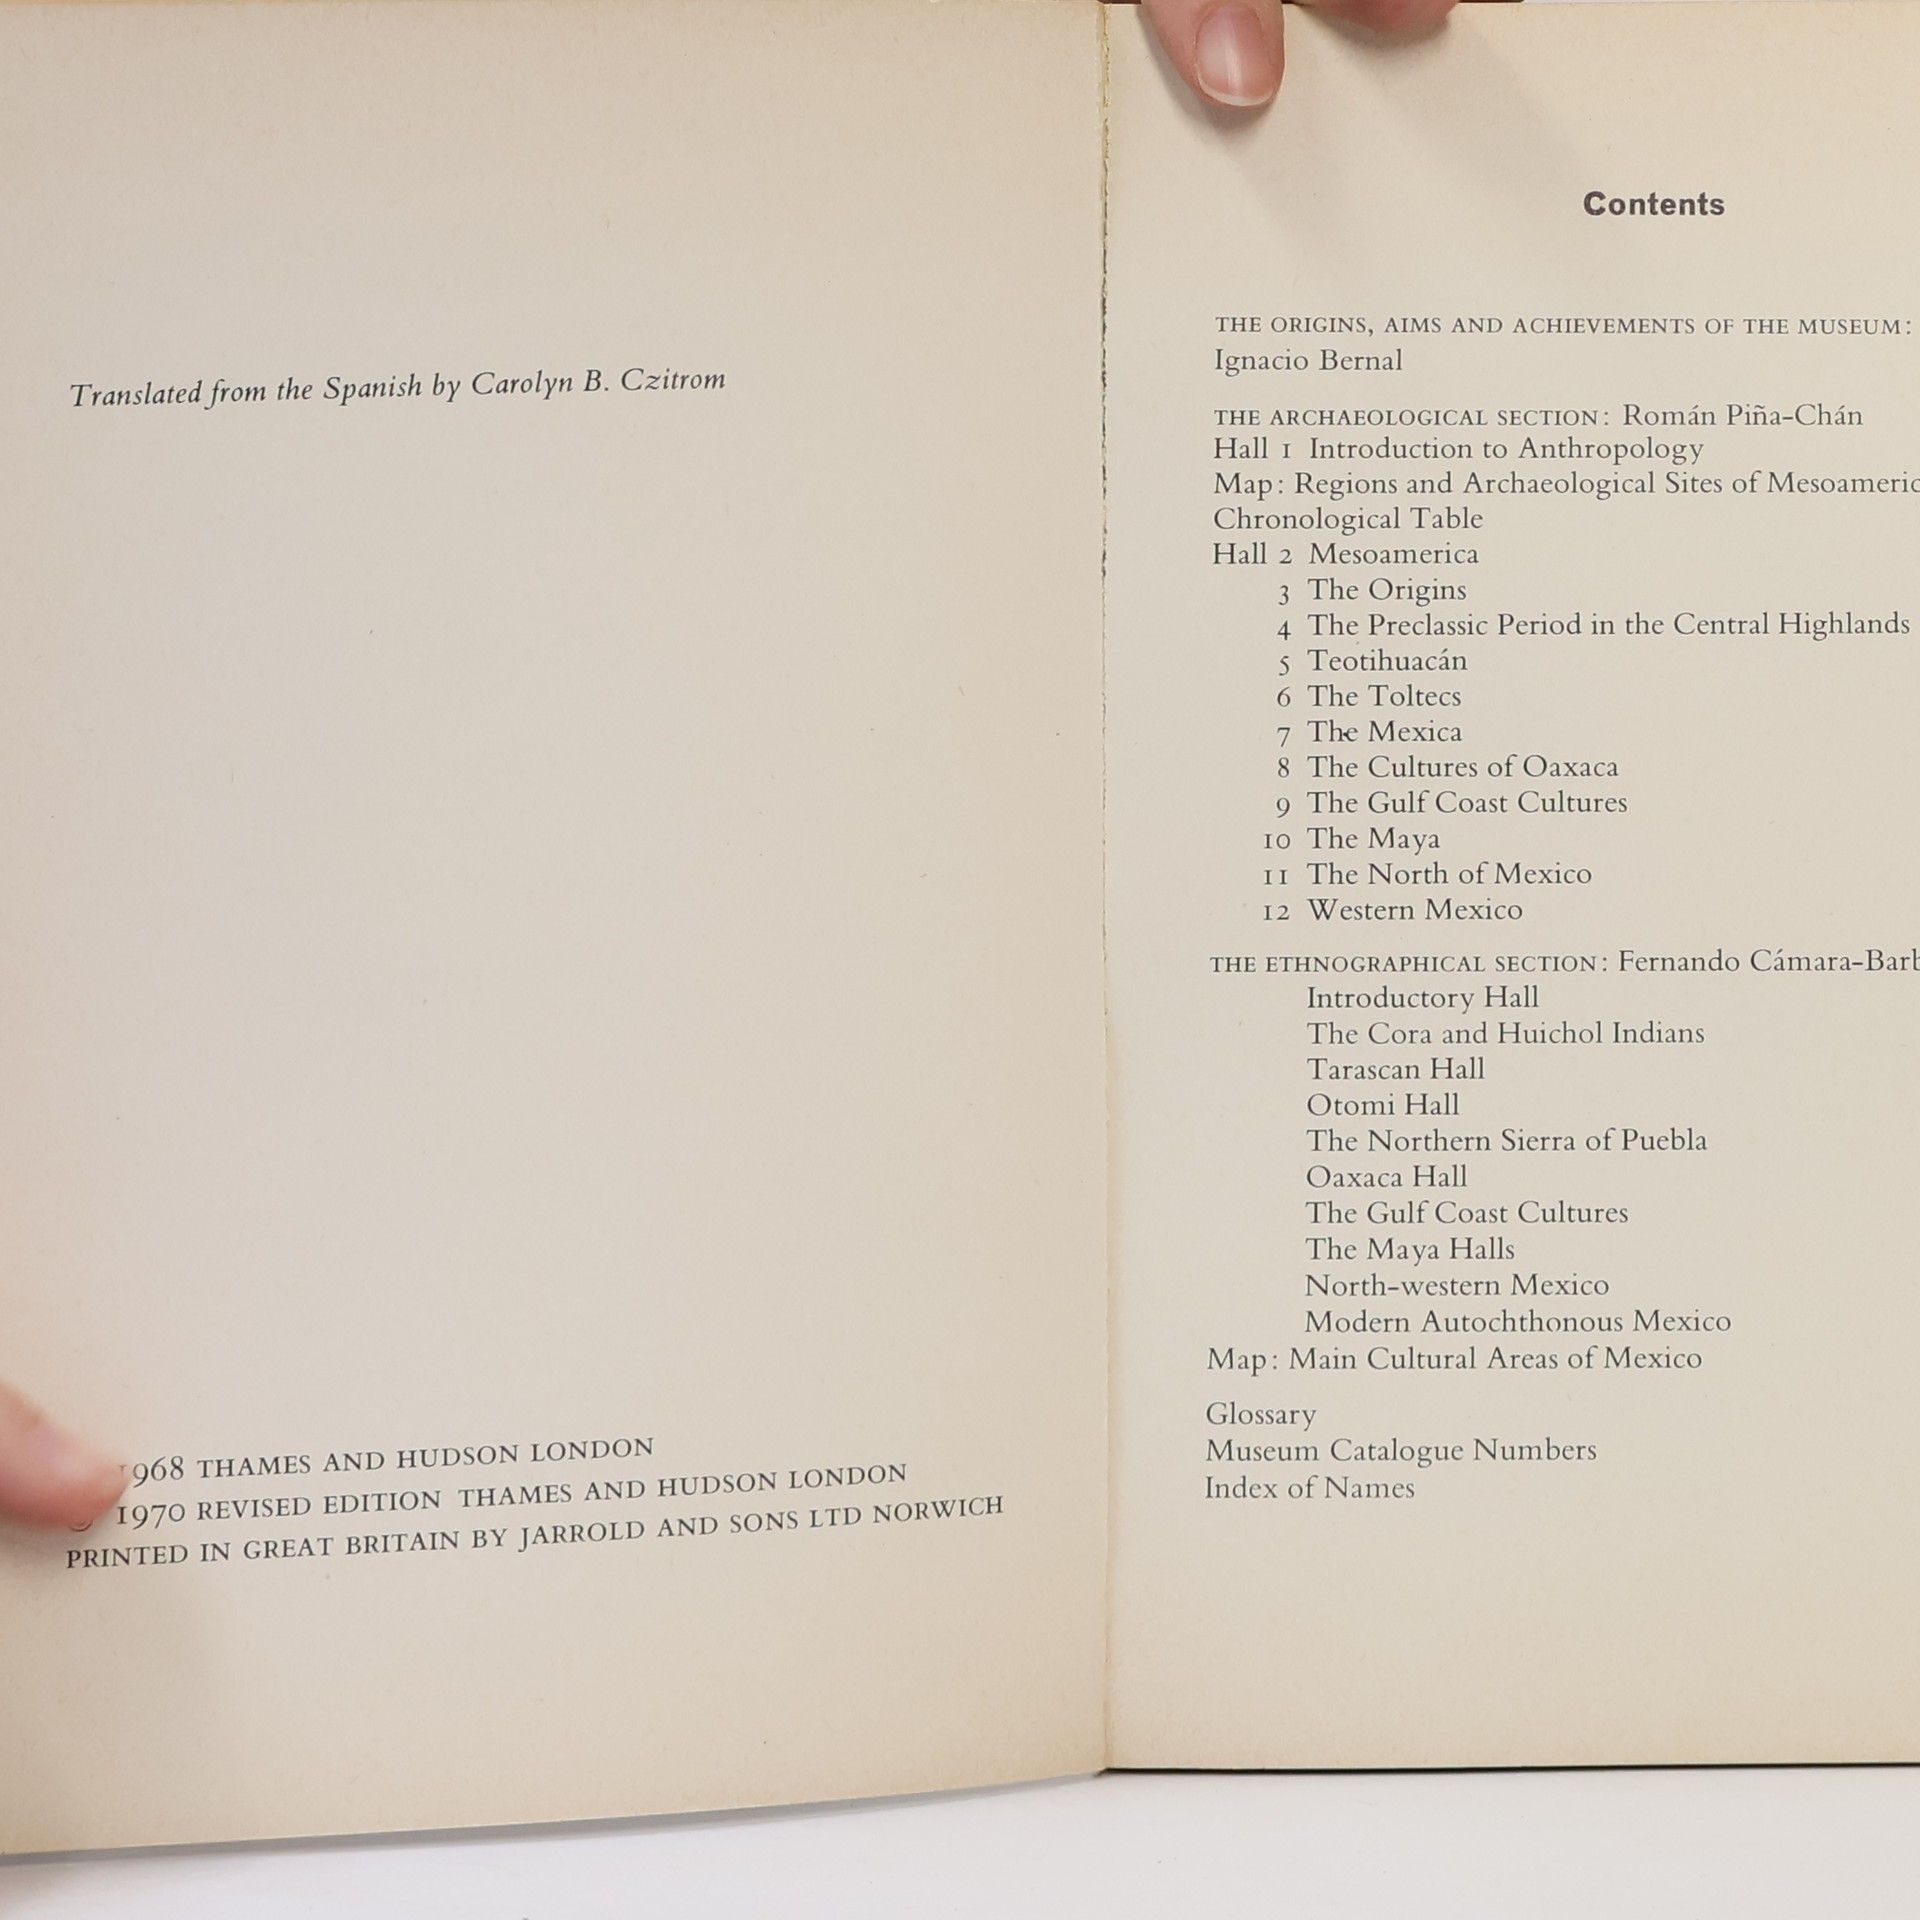 Translated from the Spanish by Carolyn B. Czitrom
1968 THAMES AND HUDSON LONDON
© 1970 REVISED EDITION THAMES AND HUDSON LONDON
PRINTED IN GREAT BRITAIN BY JARROLD AND SONS LTD NORWICH
Contents
THE ORIGINS, AIMS AND ACHIEVEMENTS OF THE MUSEUM:
Ignacio Bernal
THE ARCHAEOLOGICAL SECTION: Román Piña-Chán
Hall 1 Introduction to Anthropology
Map: Regions and Archaeological Sites of
Chronological Table
Hall 2 Mesoamerica
3 The Origins
4 The Preclassic Period in the Central Highlands
5 Teotihuacán
6 The Toltecs
7 The Mexica
8 The Cultures of Oaxaca
9 The Gulf Coast Cultures
10 The Maya
11 The North of Mexico
12 Western Mexico
THE ETHNOGRAPHICAL SECTION: Fernando
Introductory Hall
The Cora and Huichol Indians
Tarascan Hall
Otomi Hall
The Northern Sierra of Puebla
Oaxaca Hall
The Gulf Coast Cultures
The Maya Halls
North-western Mexico
Modern Autochthonous Mexico
Map: Main Cultural Areas of Mexico
Glossary
Museum Catalogue Numbers
Index of Names